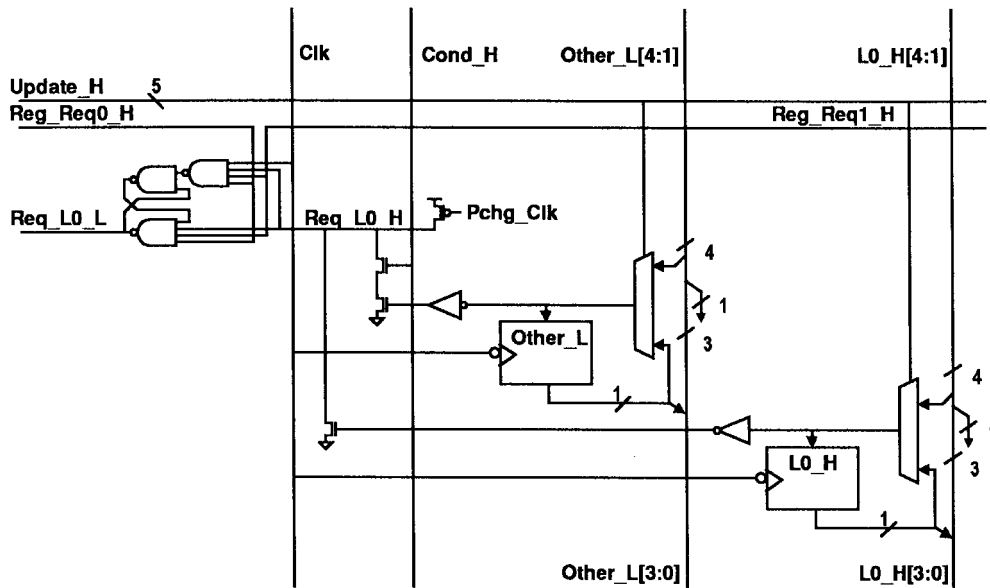 Clk
Cond_H
Other_L[4:1]
L0_H[4:1]
Update_H
5
Reg_Req0_H
Reg_Req1_H
Req_L0_L
Req_L0_H
Pchg_Clk
4
1
Other_L
3
1
4
L0_H
3
1
Other_L[3:0]
L0_H[3:0]